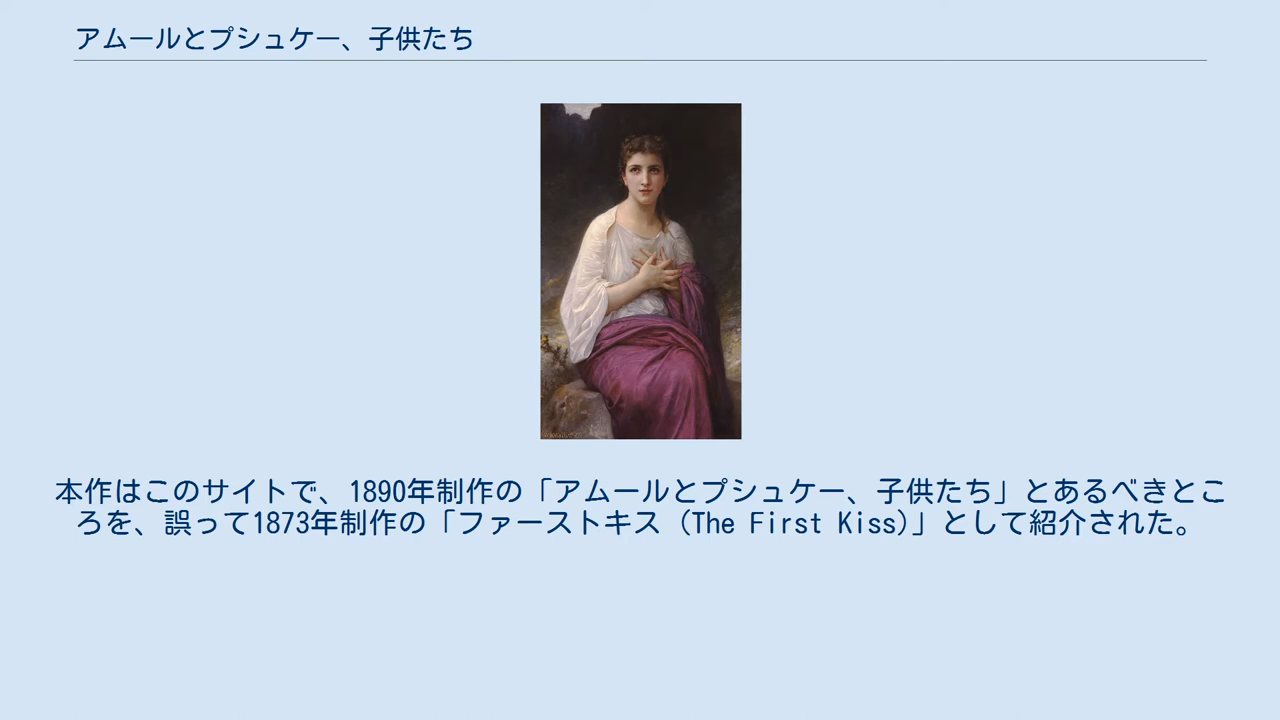 アムールとプシュケー、子供たち
本作はこのサイトで、1890年制作の「アムールとプシュケー、子供たち」とあるべきとこ
ろを、誤って1873年制作の「ファーストキス (The First Kiss)」として紹介された。